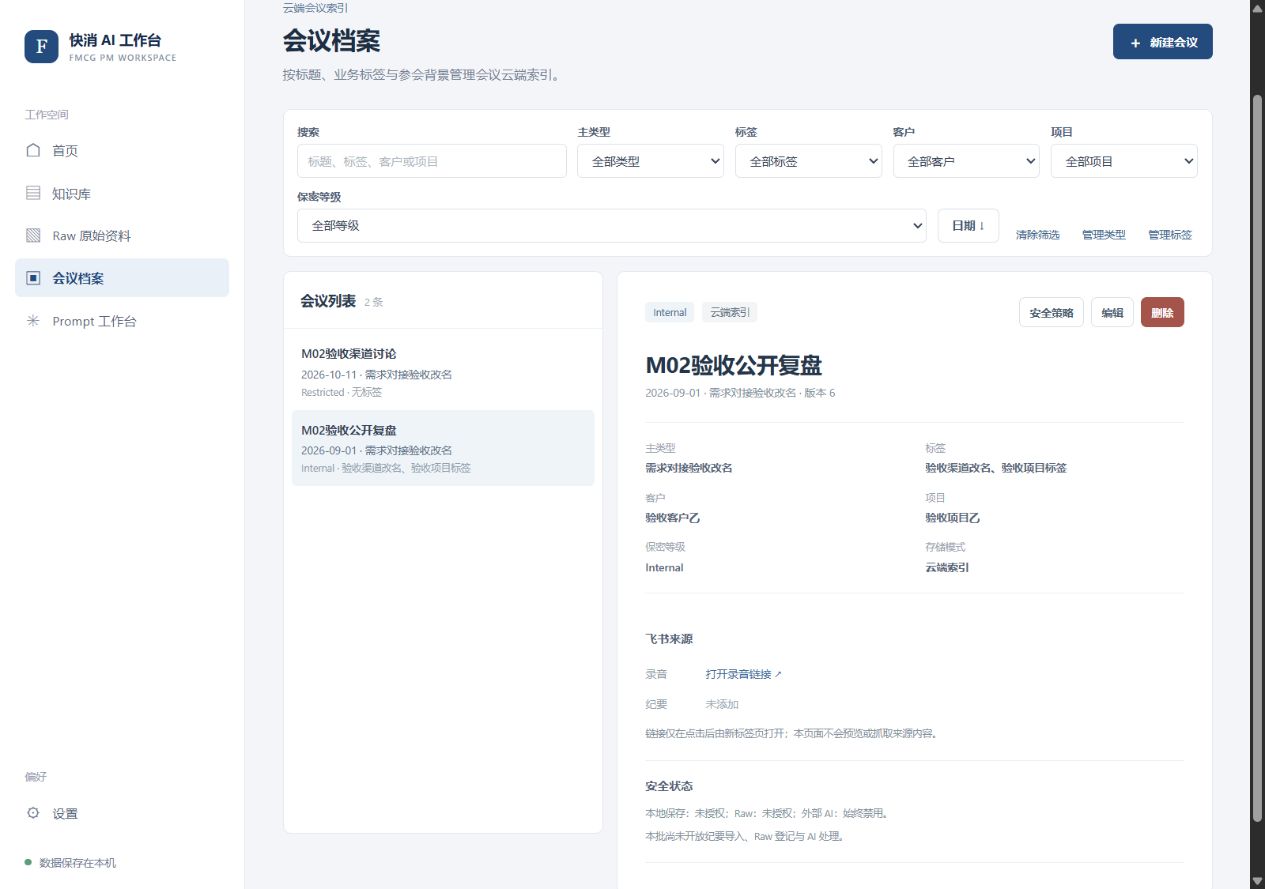 F
快消 AI 工作台
FMCG PM WORKSPACE
工作空间
首页
知识库
Raw 原始资料
会议档案
Prompt 工作台
偏好
设置
数据保存在本机
云端会议索引
会议档案
按标题、业务标签与参会背景管理会议云端索引。
+ 新建会议
搜索
标题、标签、客户或项目
主类型
全部类型
标签
全部标签
客户
全部客户
项目
全部项目
保密等级
全部等级
日期 ↓
清除筛选
管理类型
管理标签
会议列表 2 条
M02验收渠道讨论
2026-10-11 · 需求对接验收改名
Restricted · 无标签
M02验收公开复盘
2026-09-01 · 需求对接验收改名
Internal · 验收渠道改名、验收项目标签
Internal
云端索引
安全策略
编辑
删除
M02验收公开复盘
2026-09-01 · 需求对接验收改名 · 版本 6
主类型
需求对接验收改名
标签
验收渠道改名、验收项目标签
客户
验收客户乙
项目
验收项目乙
保密等级
Internal
存储模式
云端索引
飞书来源
录音 打开录音链接 ↗
纪要 未添加
链接仅在点击后由新标签页打开；本页面不会预览或抓取来源内容。
安全状态
本地保存：未授权；Raw：未授权；外部 AI：始终禁用。
本批尚未开放纪要导入、Raw 登记与 AI 处理。